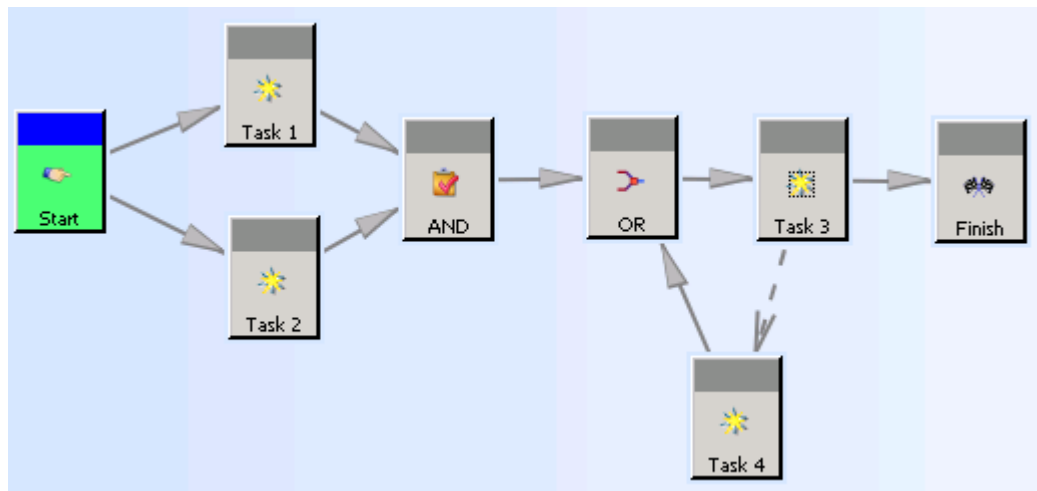 Start
Task 1
Task 2
AND
OR
Task 3
Finish
Task 4